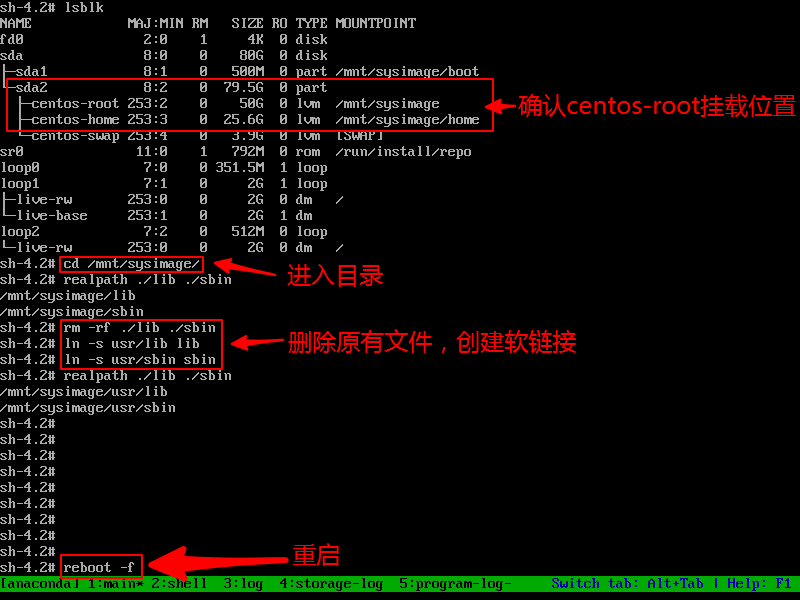 sh-4.2# lsblk
NAME            MAJ:MIN RM   SIZE RO TYPE MOUNTPOINT
fd0               2:0    1     4K  0 disk
sda               8:0    0    80G  0 disk
├─sda1            8:1    0   500M  0 part /mnt/sysimage/boot
└─sda2            8:2    0  79.5G  0 part
  ├─centos-root 253:2    0    50G  0 lvm  /mnt/sysimage
确认centos-root挂载位置
  ├─centos-home 253:3    0  25.6G  0 lvm  /mnt/sysimage/home
  └─centos-swap 253:4    0   3.9G  0 lvm  [SWAP]
sr0              11:0    1   792M  0 rom  /run/install/repo
loop0             7:0    0 351.5M  1 loop
loop1             7:1    0     2G  1 loop
├─live-rw       253:0    0     2G  0 dm   /
└─live-base     253:1    0     2G  1 dm
loop2             7:2    0   512M  0 loop
└─live-rw       253:0    0     2G  0 dm   /
sh-4.2# cd /mnt/sysimage/
进入目录
sh-4.2# realpath ./lib ./sbin
/mnt/sysimage/lib
/mnt/sysimage/sbin
sh-4.2# rm -rf ./lib ./sbin
sh-4.2# ln -s usr/lib lib
删除原有文件，创建软链接
sh-4.2# ln -s usr/sbin sbin
sh-4.2# realpath ./lib ./sbin
/mnt/sysimage/usr/lib
/mnt/sysimage/usr/sbin
sh-4.2#
sh-4.2#
sh-4.2#
sh-4.2#
sh-4.2#
sh-4.2#
sh-4.2#
sh-4.2#
sh-4.2#
重启
sh-4.2# reboot -f
[anaconda] 1:main* 2:shell  3:log  4:storage-log  5:program-log-     Switch tab: Alt+Tab | Help: F1